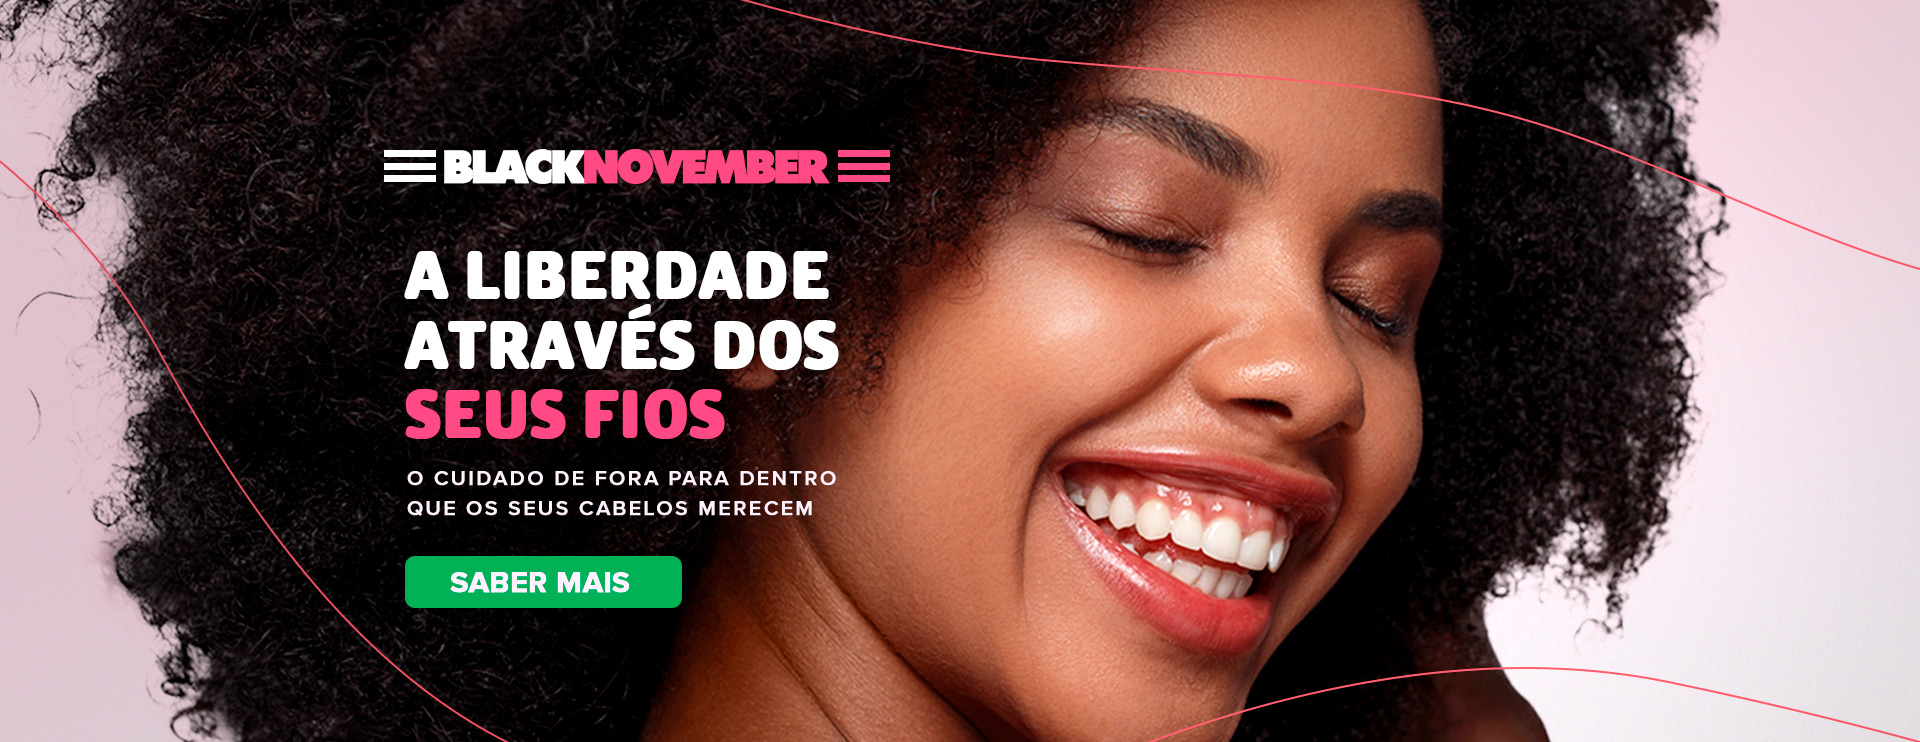 BLACKNOVEMBER
A LIBERDADE
ATRAVÉS DOS
SEUS FIOS
O CUIDADO DE FORA PARA DENTRO
QUE OS SEUS CABELOS MERECEM
SABER MAIS